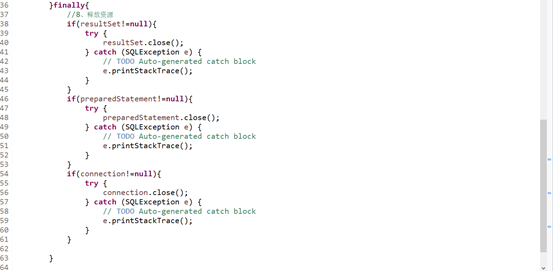 36 }finally{
37 //8、释放资源
38 if(resultSet!=null){
39 try {
40 resultSet.close();
41 } catch (SQLException e) {
42 // TODO Auto-generated catch block
43 e.printStackTrace();
44 }
45 }
46 if(preparedStatement!=null){
47 try {
48 preparedStatement.close();
49 } catch (SQLException e) {
50 // TODO Auto-generated catch block
51 e.printStackTrace();
52 }
53 }
54 if(connection!=null){
55 try {
56 connection.close();
57 } catch (SQLException e) {
58 // TODO Auto-generated catch block
59 e.printStackTrace();
60 }
61 }
62
63 }
64